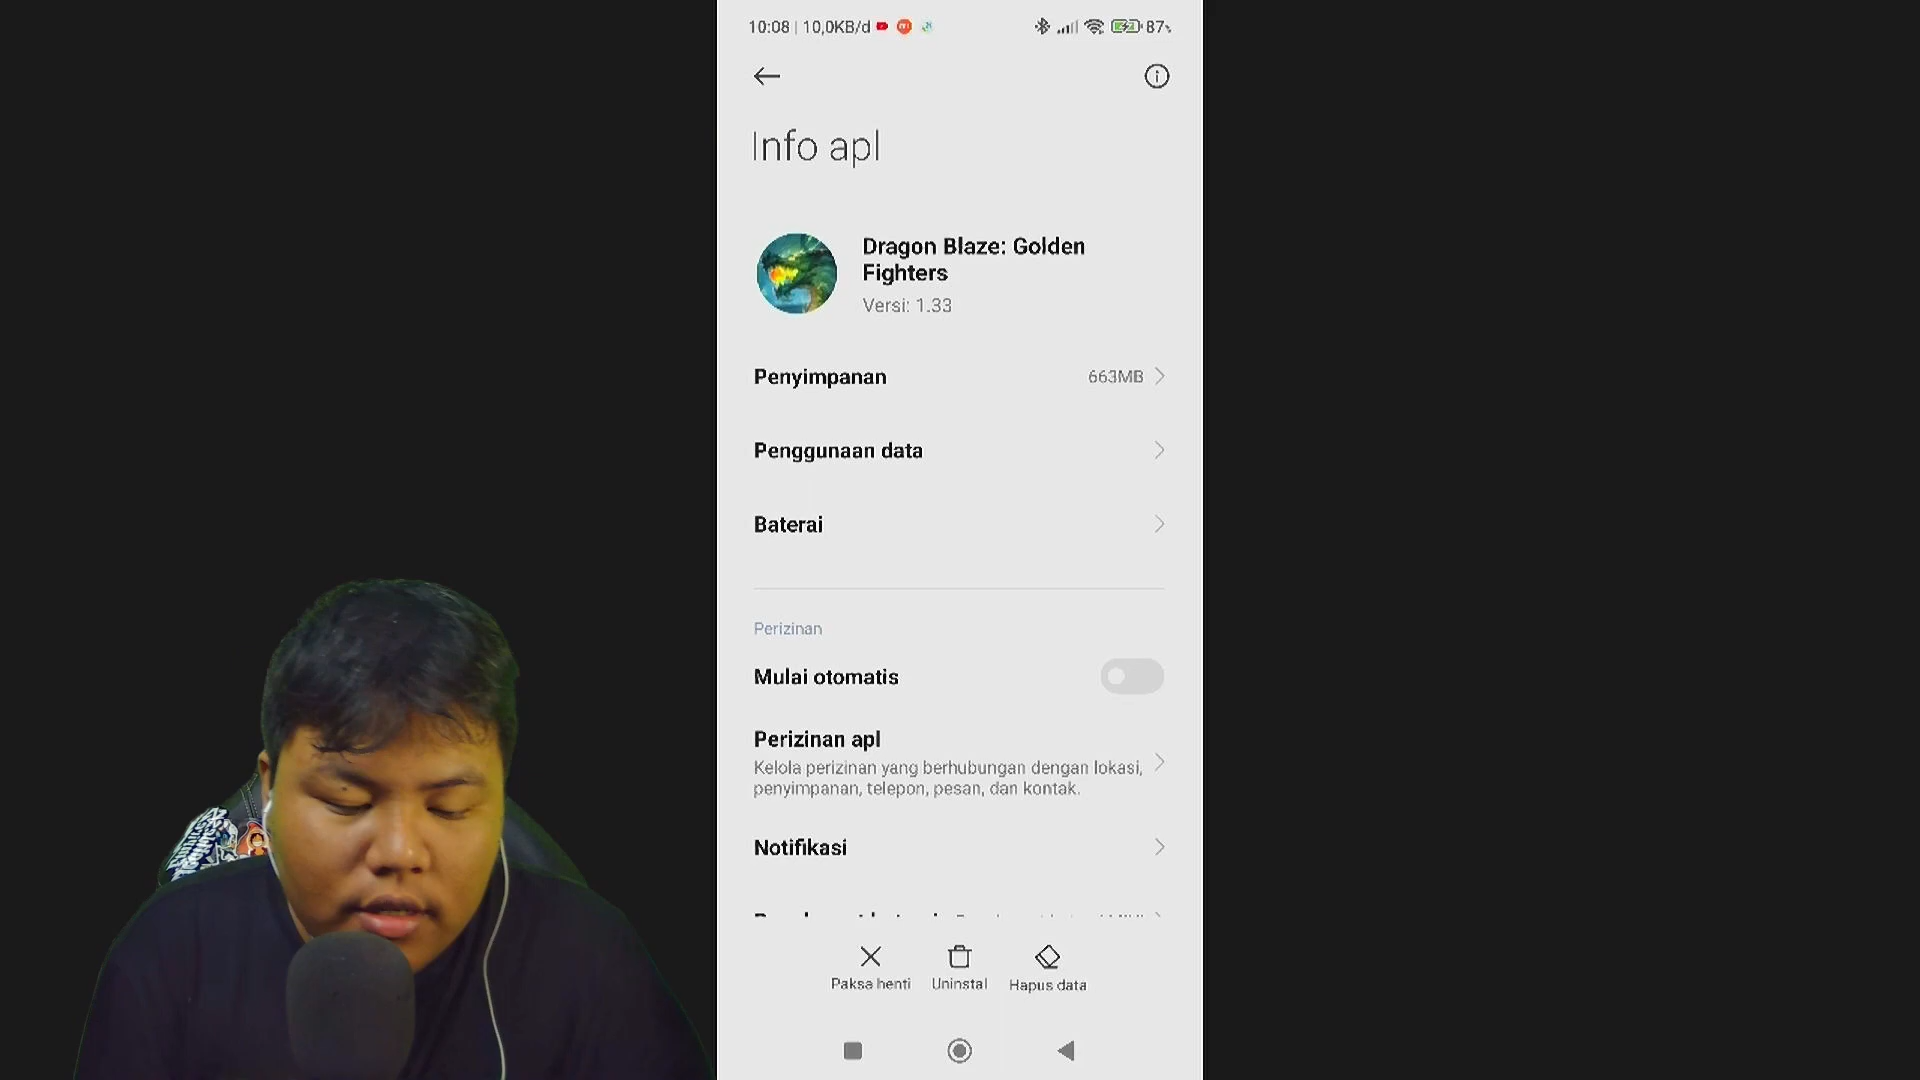 10:08 | 10,0KB/d
87%
Info apl
Dragon Blaze: Golden
Fighters
Versi: 1.33
Penyimpanan
663MB
Penggunaan data
Baterai
Perizinan
Mulai otomatis
Perizinan apl
Kelola perizinan yang berhubungan dengan lokasi,
penyimpanan, telepon, pesan, dan kontak.
Notifikasi
Paksa henti
Uninstal
Hapus data